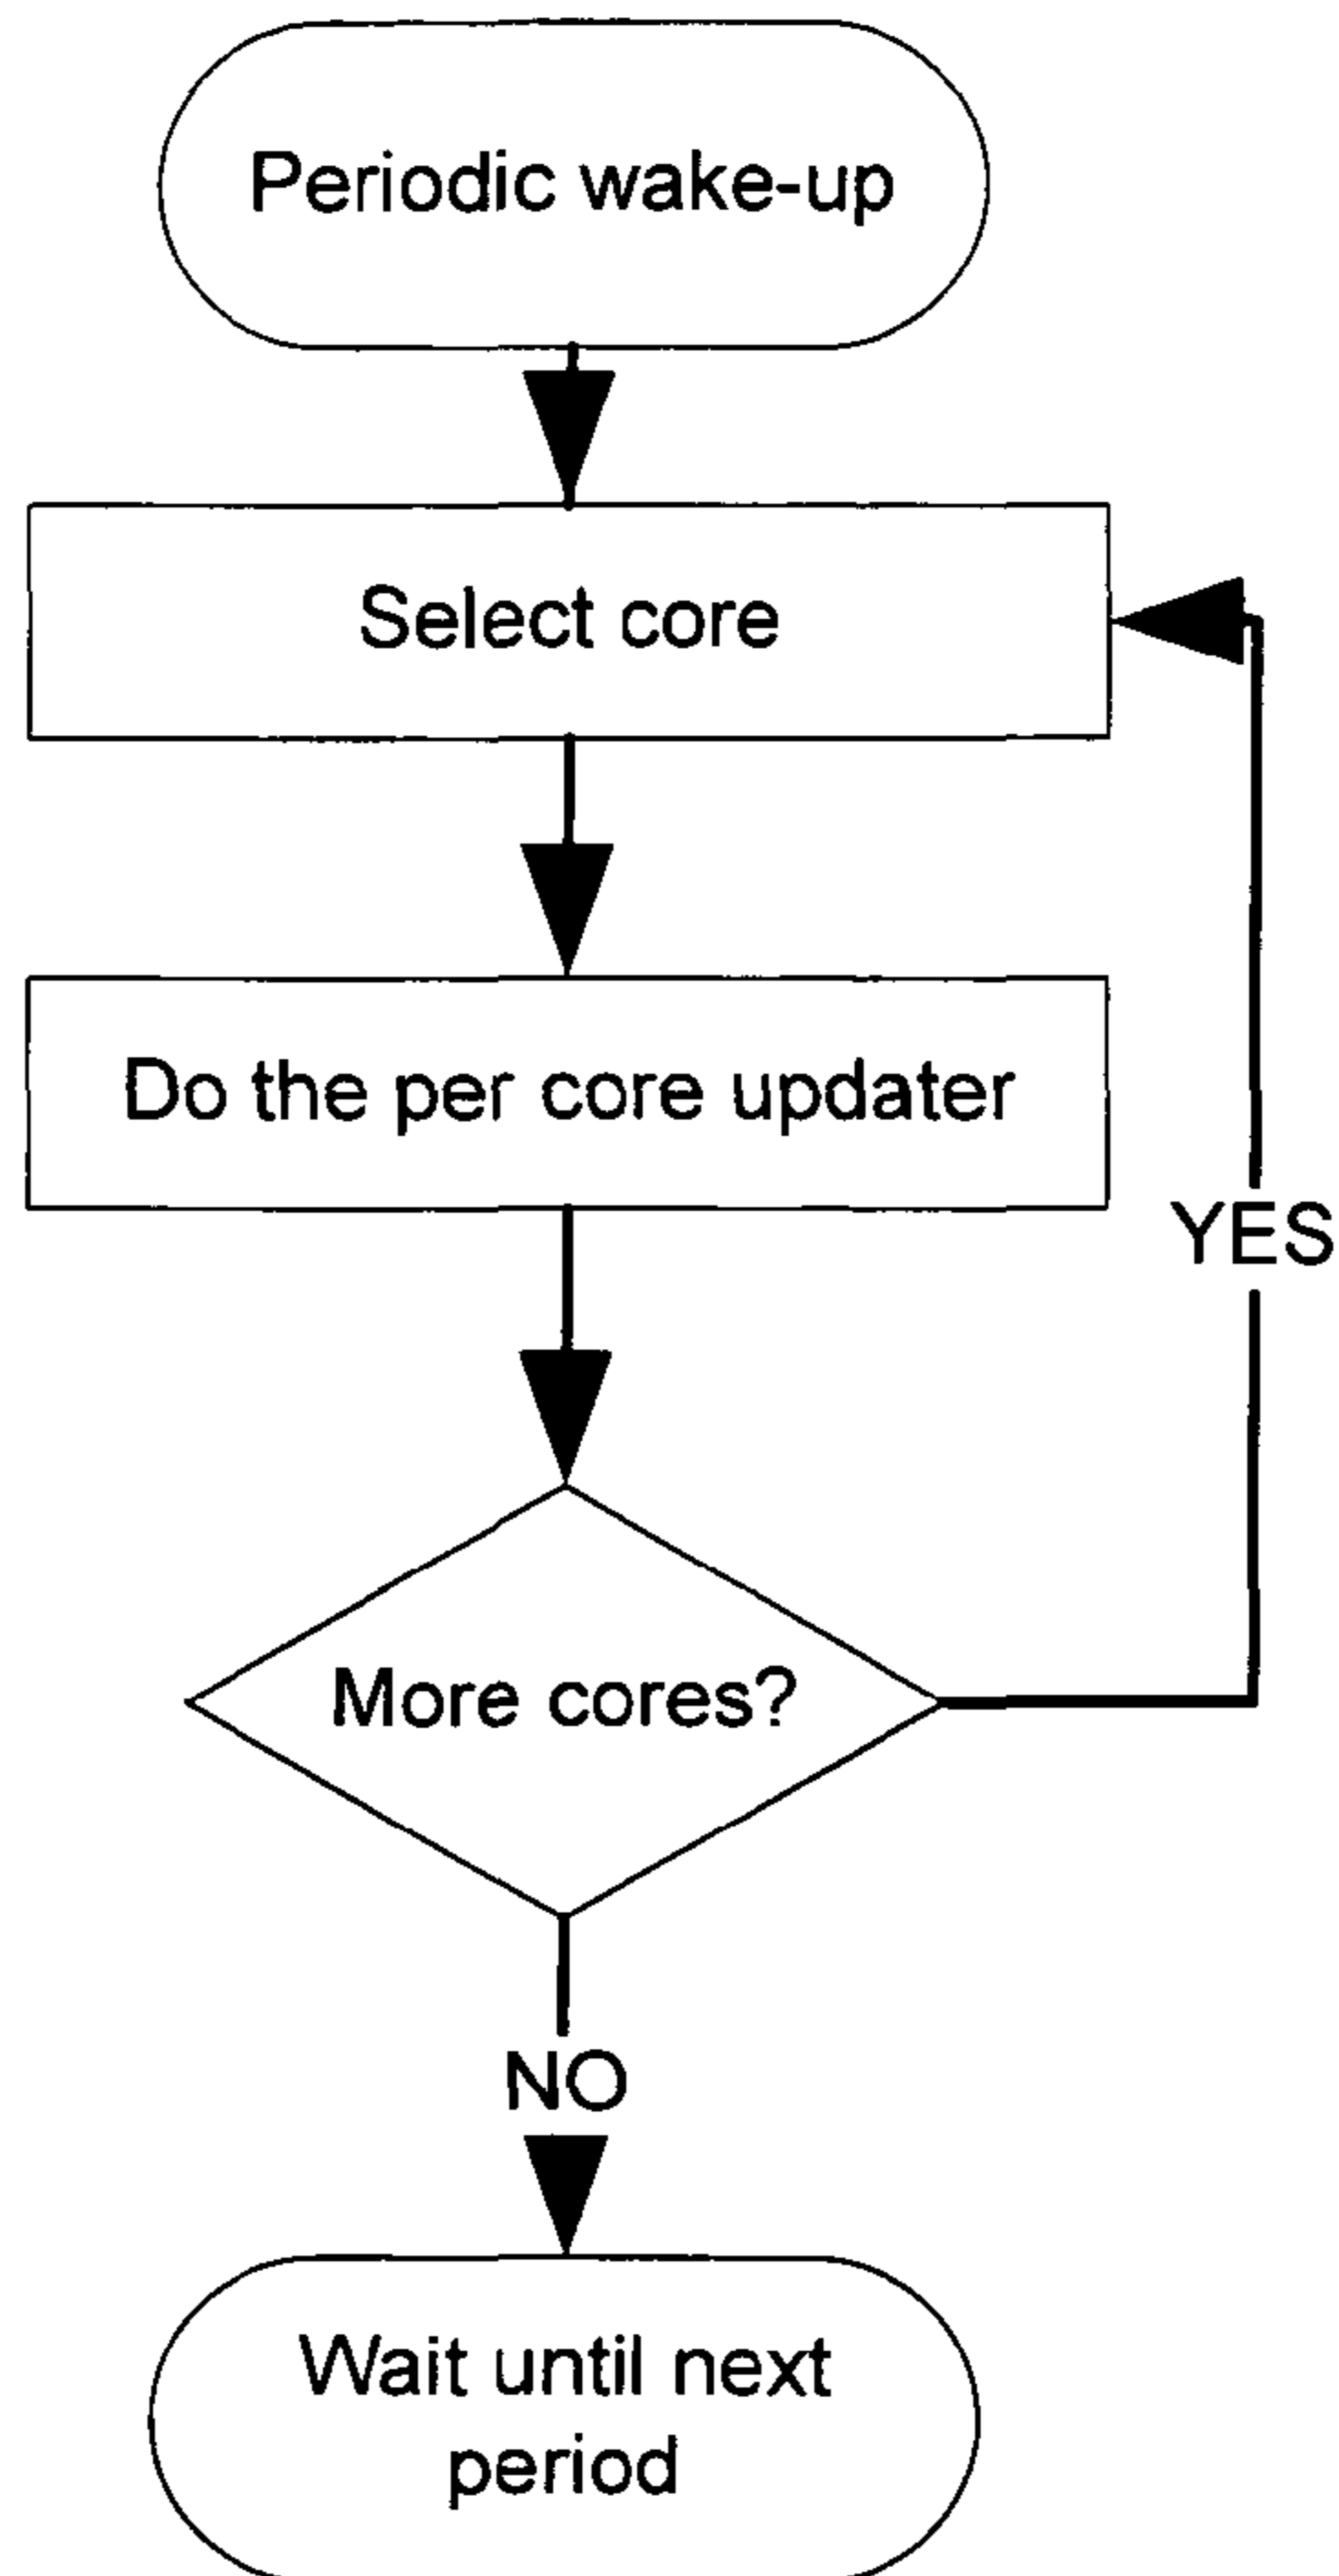 Periodic wake-up
Select core
Do the per core updater
YES
More cores?
NO
Wait until next
period